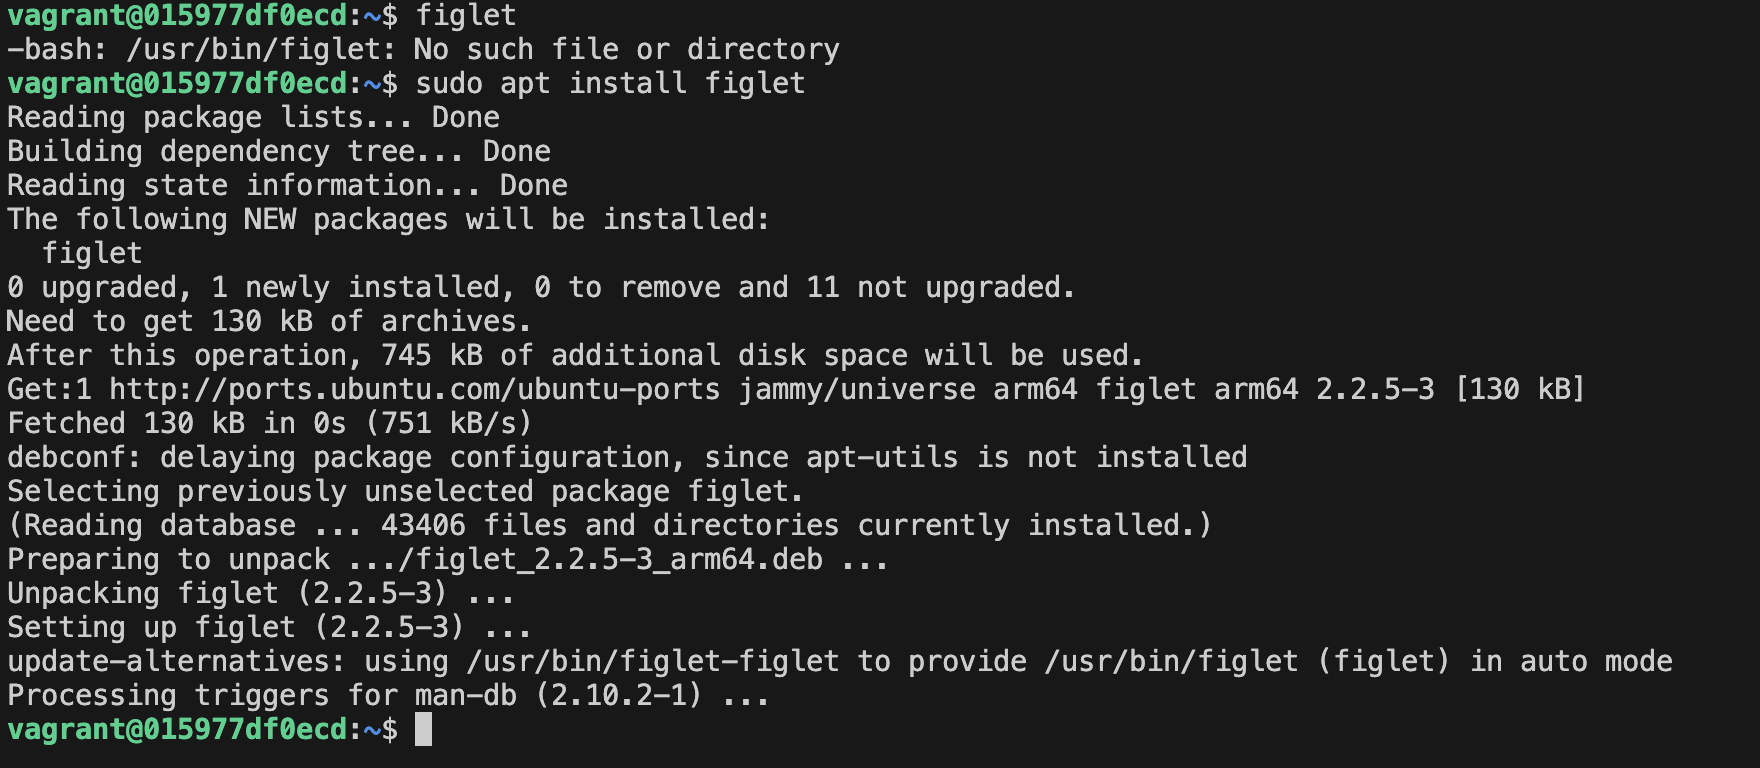 vagrant@015977df0ecd:~$ figlet
-bash: /usr/bin/figlet: No such file or directory
vagrant@015977df0ecd:~$ sudo apt install figlet
Reading package lists... Done
Building dependency tree... Done
Reading state information... Done
The following NEW packages will be installed:
  figlet
0 upgraded, 1 newly installed, 0 to remove and 11 not upgraded.
Need to get 130 kB of archives.
After this operation, 745 kB of additional disk space will be used.
Get:1 http://ports.ubuntu.com/ubuntu-ports jammy/universe arm64 figlet arm64 2.2.5-3 [130 kB]
Fetched 130 kB in 0s (751 kB/s)
debconf: delaying package configuration, since apt-utils is not installed
Selecting previously unselected package figlet.
(Reading database ... 43406 files and directories currently installed.)
Preparing to unpack .../figlet_2.2.5-3_arm64.deb ...
Unpacking figlet (2.2.5-3) ...
Setting up figlet (2.2.5-3) ...
update-alternatives: using /usr/bin/figlet-figlet to provide /usr/bin/figlet (figlet) in auto mode
Processing triggers for man-db (2.10.2-1) ...
vagrant@015977df0ecd:~$